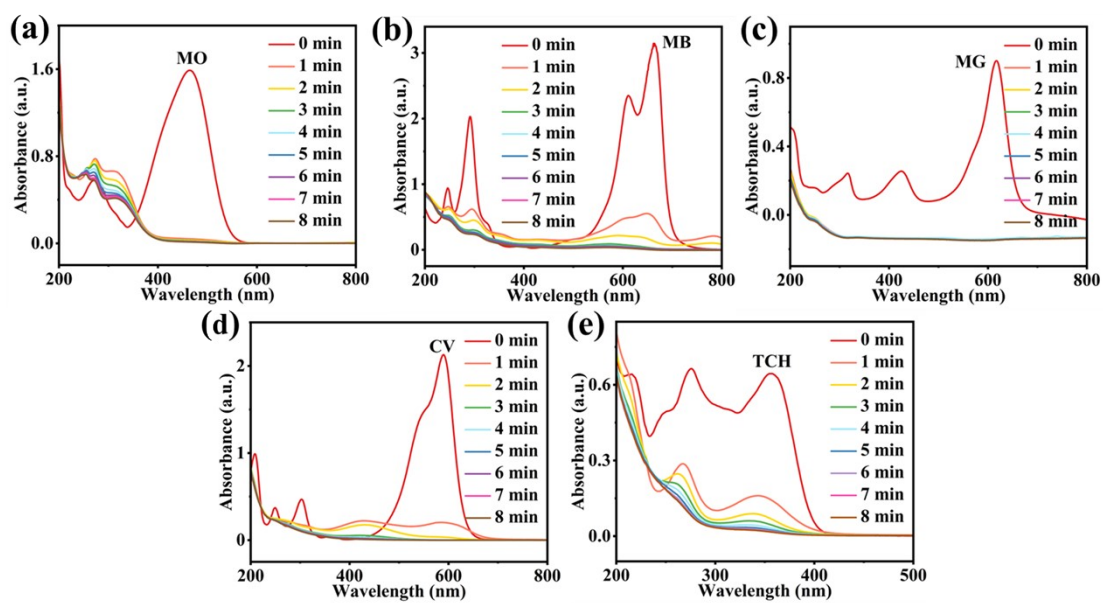 (a)
MO
0 min
1 min
2 min
3 min
4 min
5 min
6 min
7 min
8 min
1.6
0.8
0.0
200
400
600
800
Absorbance (a.u.)
Wavelength (nm)
(b)
MB
0 min
1 min
2 min
3 min
4 min
5 min
6 min
7 min
8 min
3
2
1
0
200
400
600
800
Absorbance (a.u.)
Wavelength (nm)
(c)
MG
0 min
1 min
2 min
3 min
4 min
5 min
6 min
7 min
8 min
0.8
0.4
0.0
200
400
600
800
Absorbance (a.u.)
Wavelength (nm)
(d)
CV
0 min
1 min
2 min
3 min
4 min
5 min
6 min
7 min
8 min
2
1
0
200
400
600
800
Absorbance (a.u.)
Wavelength (nm)
(e)
TCH
0 min
1 min
2 min
3 min
4 min
5 min
6 min
7 min
8 min
0.6
0.3
0.0
200
300
400
500
Absorbance (a.u.)
Wavelength (nm)